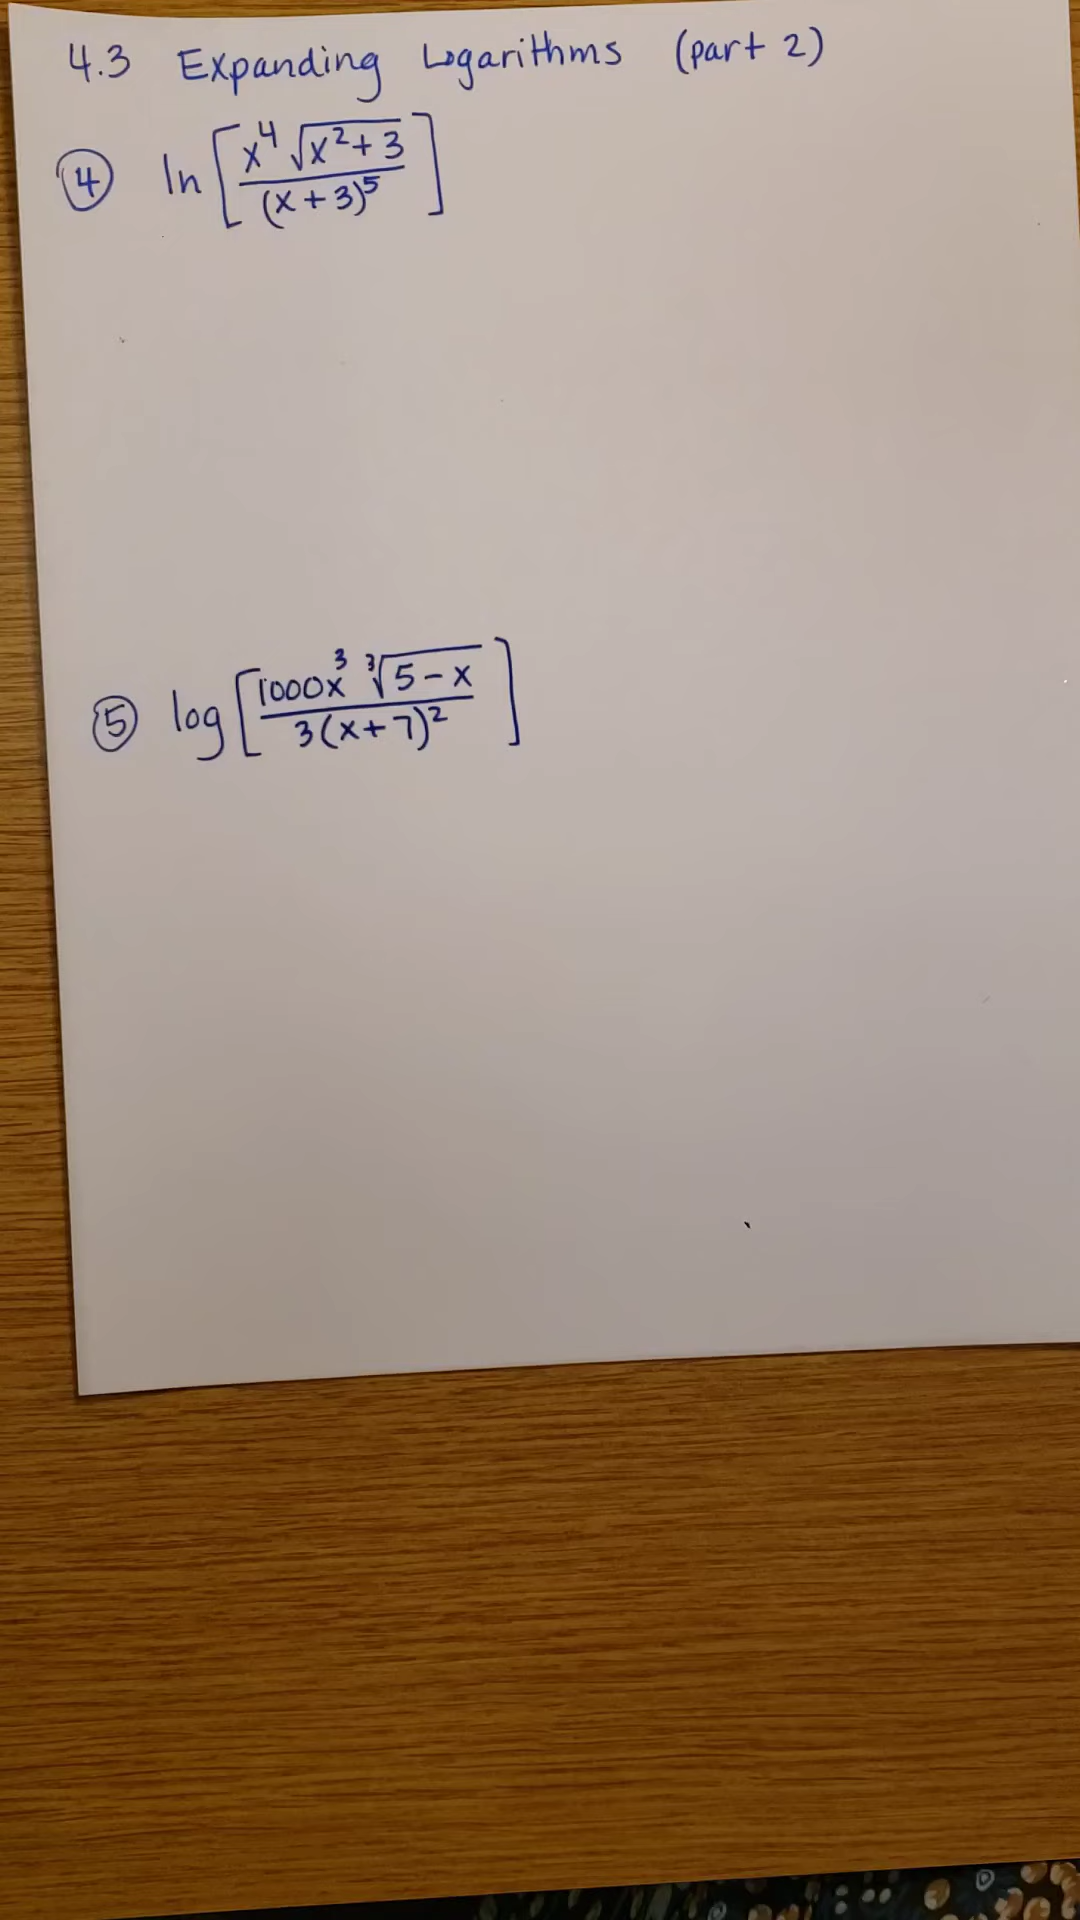 4.3 Expanding Logarithms (part 2)
④ ln [ x⁴ √(x²+3) / (x+3)⁵ ]
⑤ log [ 1000x³ ∛(5-x) / 3(x+7)² ]